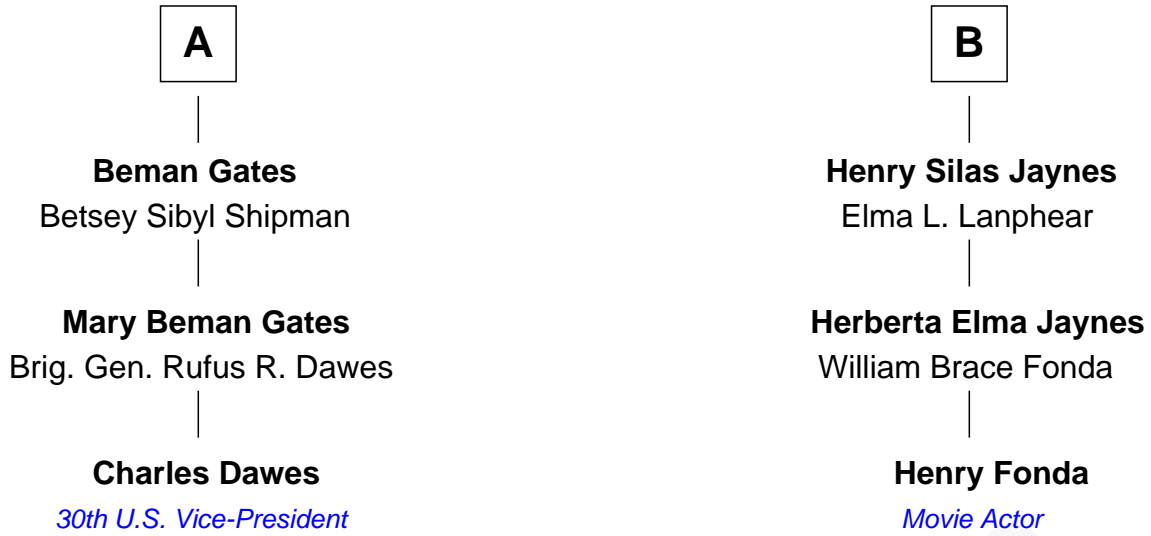 A
B
Beman Gates
Betsey Sibyl Shipman
Henry Silas Jaynes
Elma L. Lanphear
Mary Beman Gates
Brig. Gen. Rufus R. Dawes
Herberta Elma Jaynes
William Brace Fonda
Charles Dawes
30th U.S. Vice-President
Henry Fonda
Movie Actor